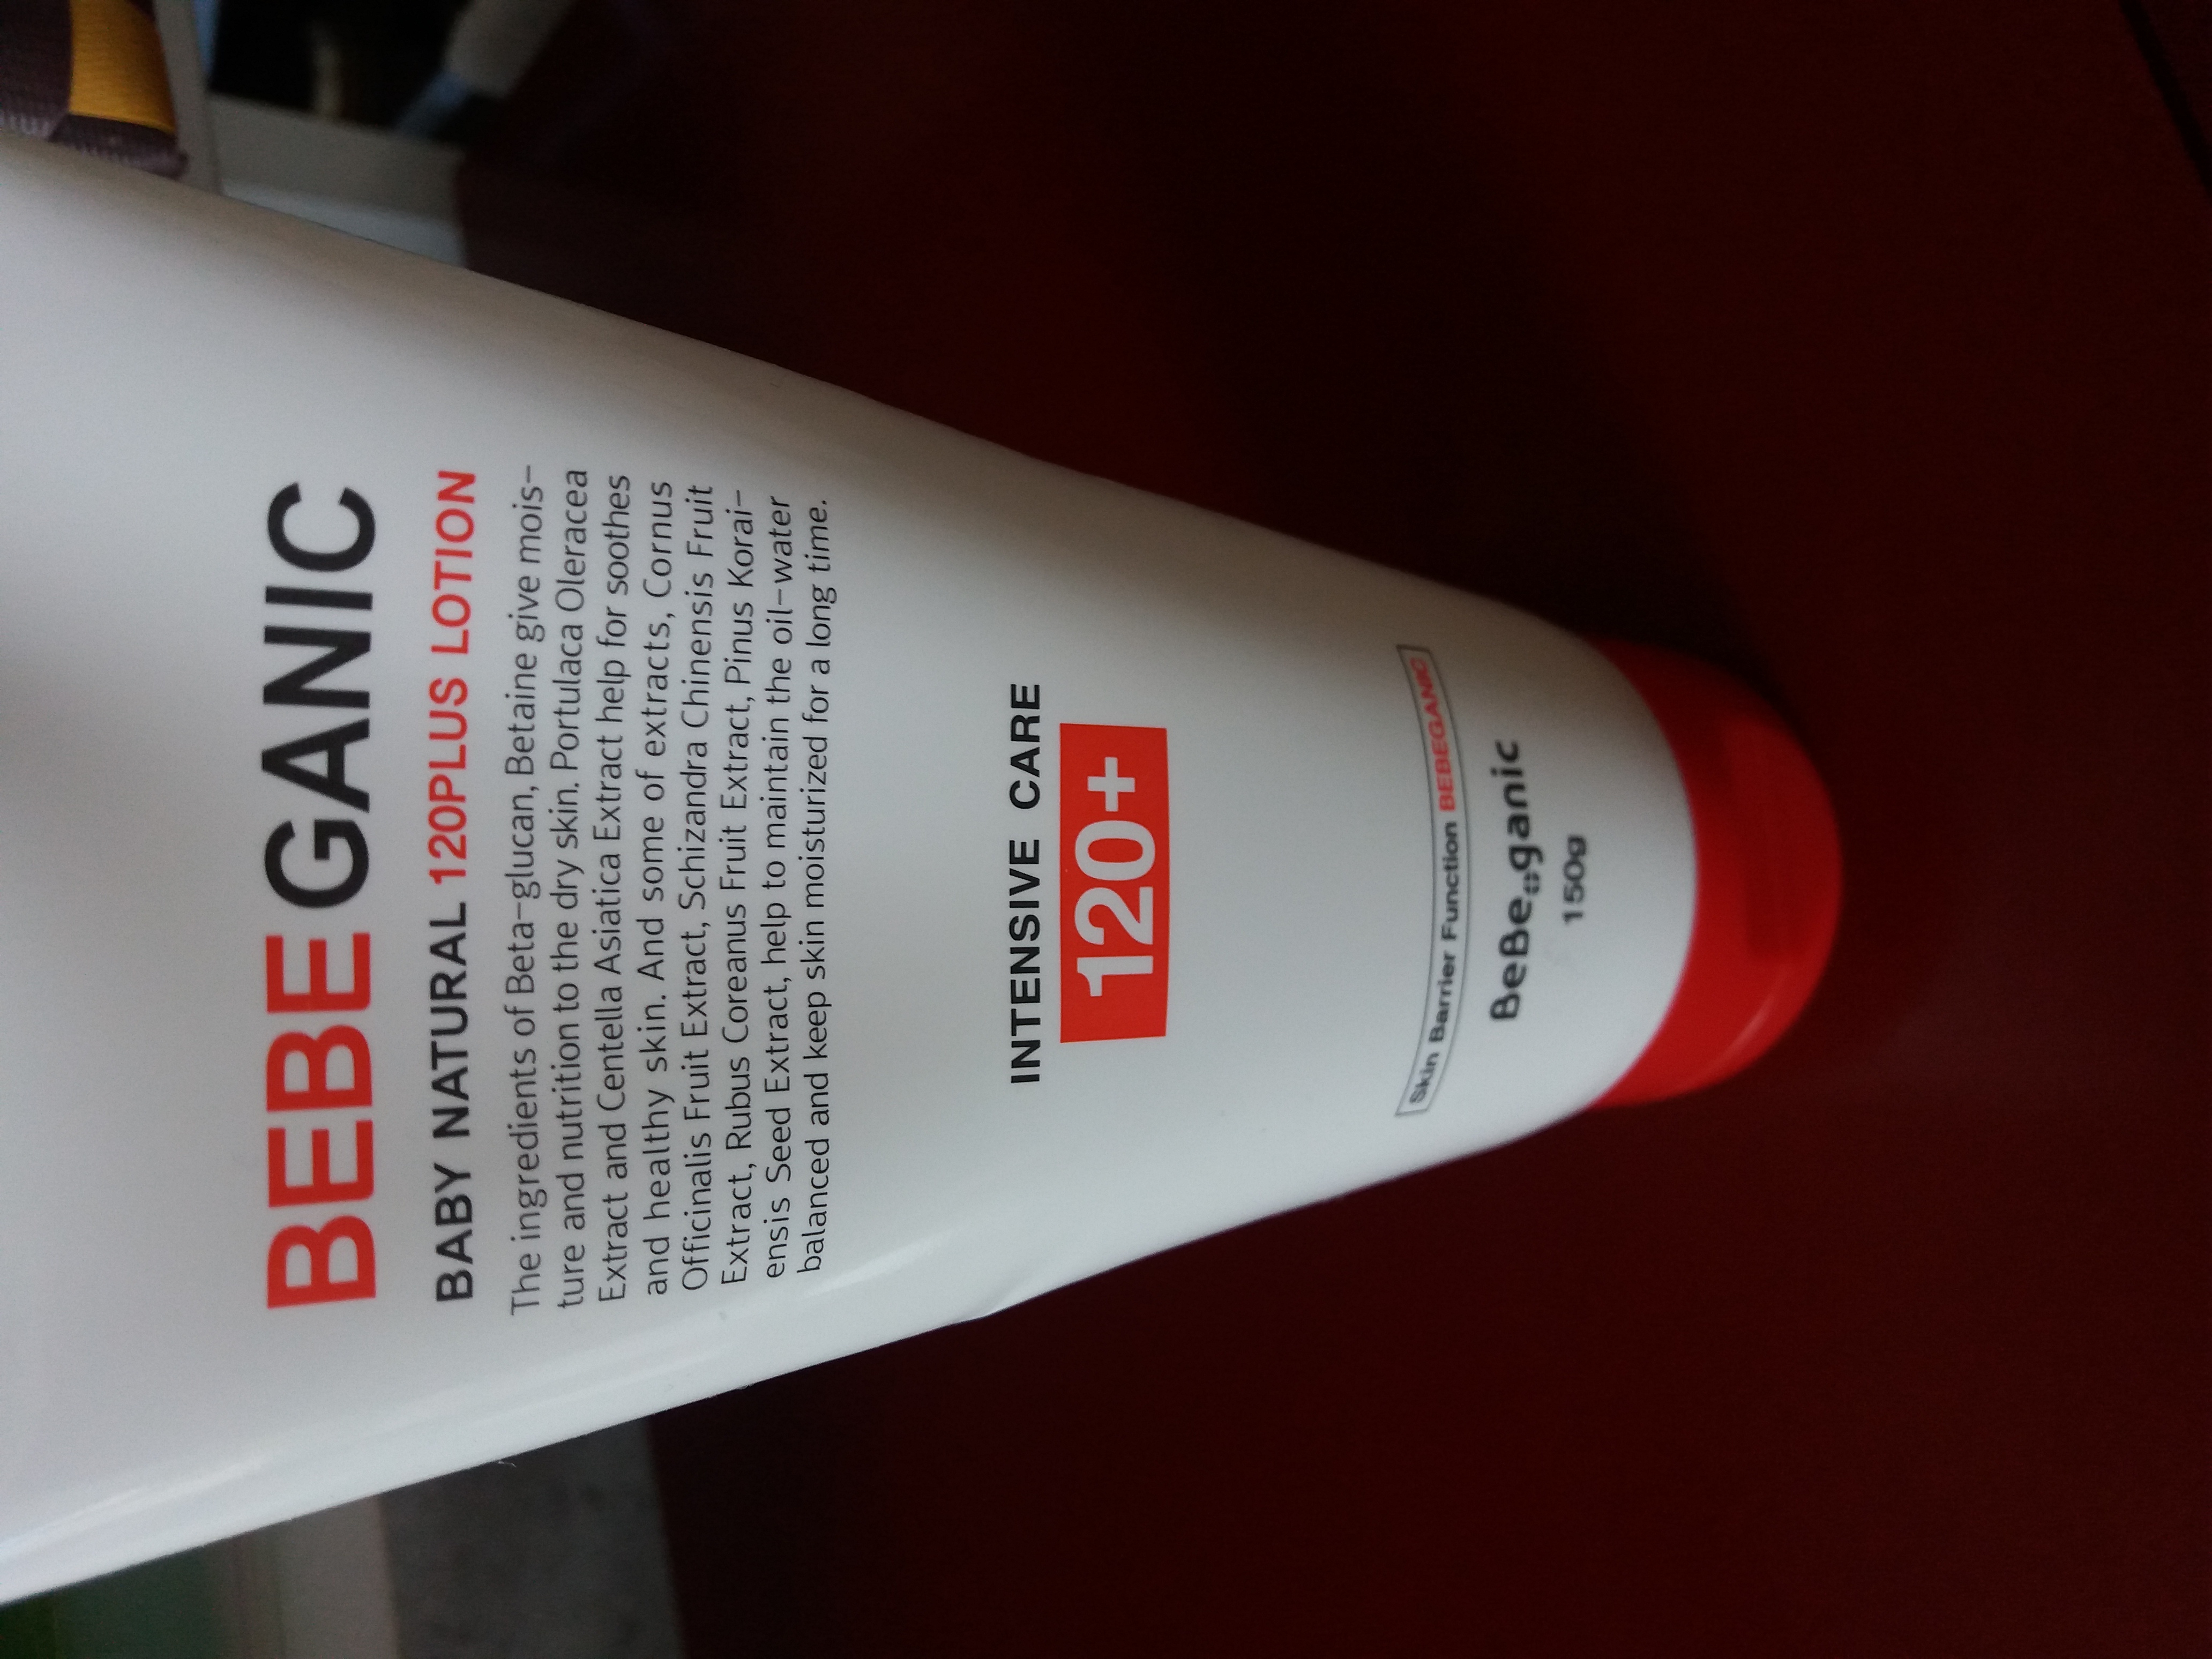 BEBE GANIC
BABY NATURAL 120PLUS LOTION
The ingredients of Beta-glucan, Betaine give mois-
ture and nutrition to the dry skin. Portulaca Oleracea
Extract and Centella Asiatica Extract help for soothes
and healthy skin. And some of extracts, Cornus
Officinalis Fruit Extract, Schizandra Chinensis Fruit
Extract, Rubus Coreanus Fruit Extract, Pinus Korai-
ensis Seed Extract, help to maintain the oil-water
balanced and keep skin moisturized for a long time.
INTENSIVE CARE
120+
Skin Barrier Function BEBEGANIC
BeBe ganic
150g